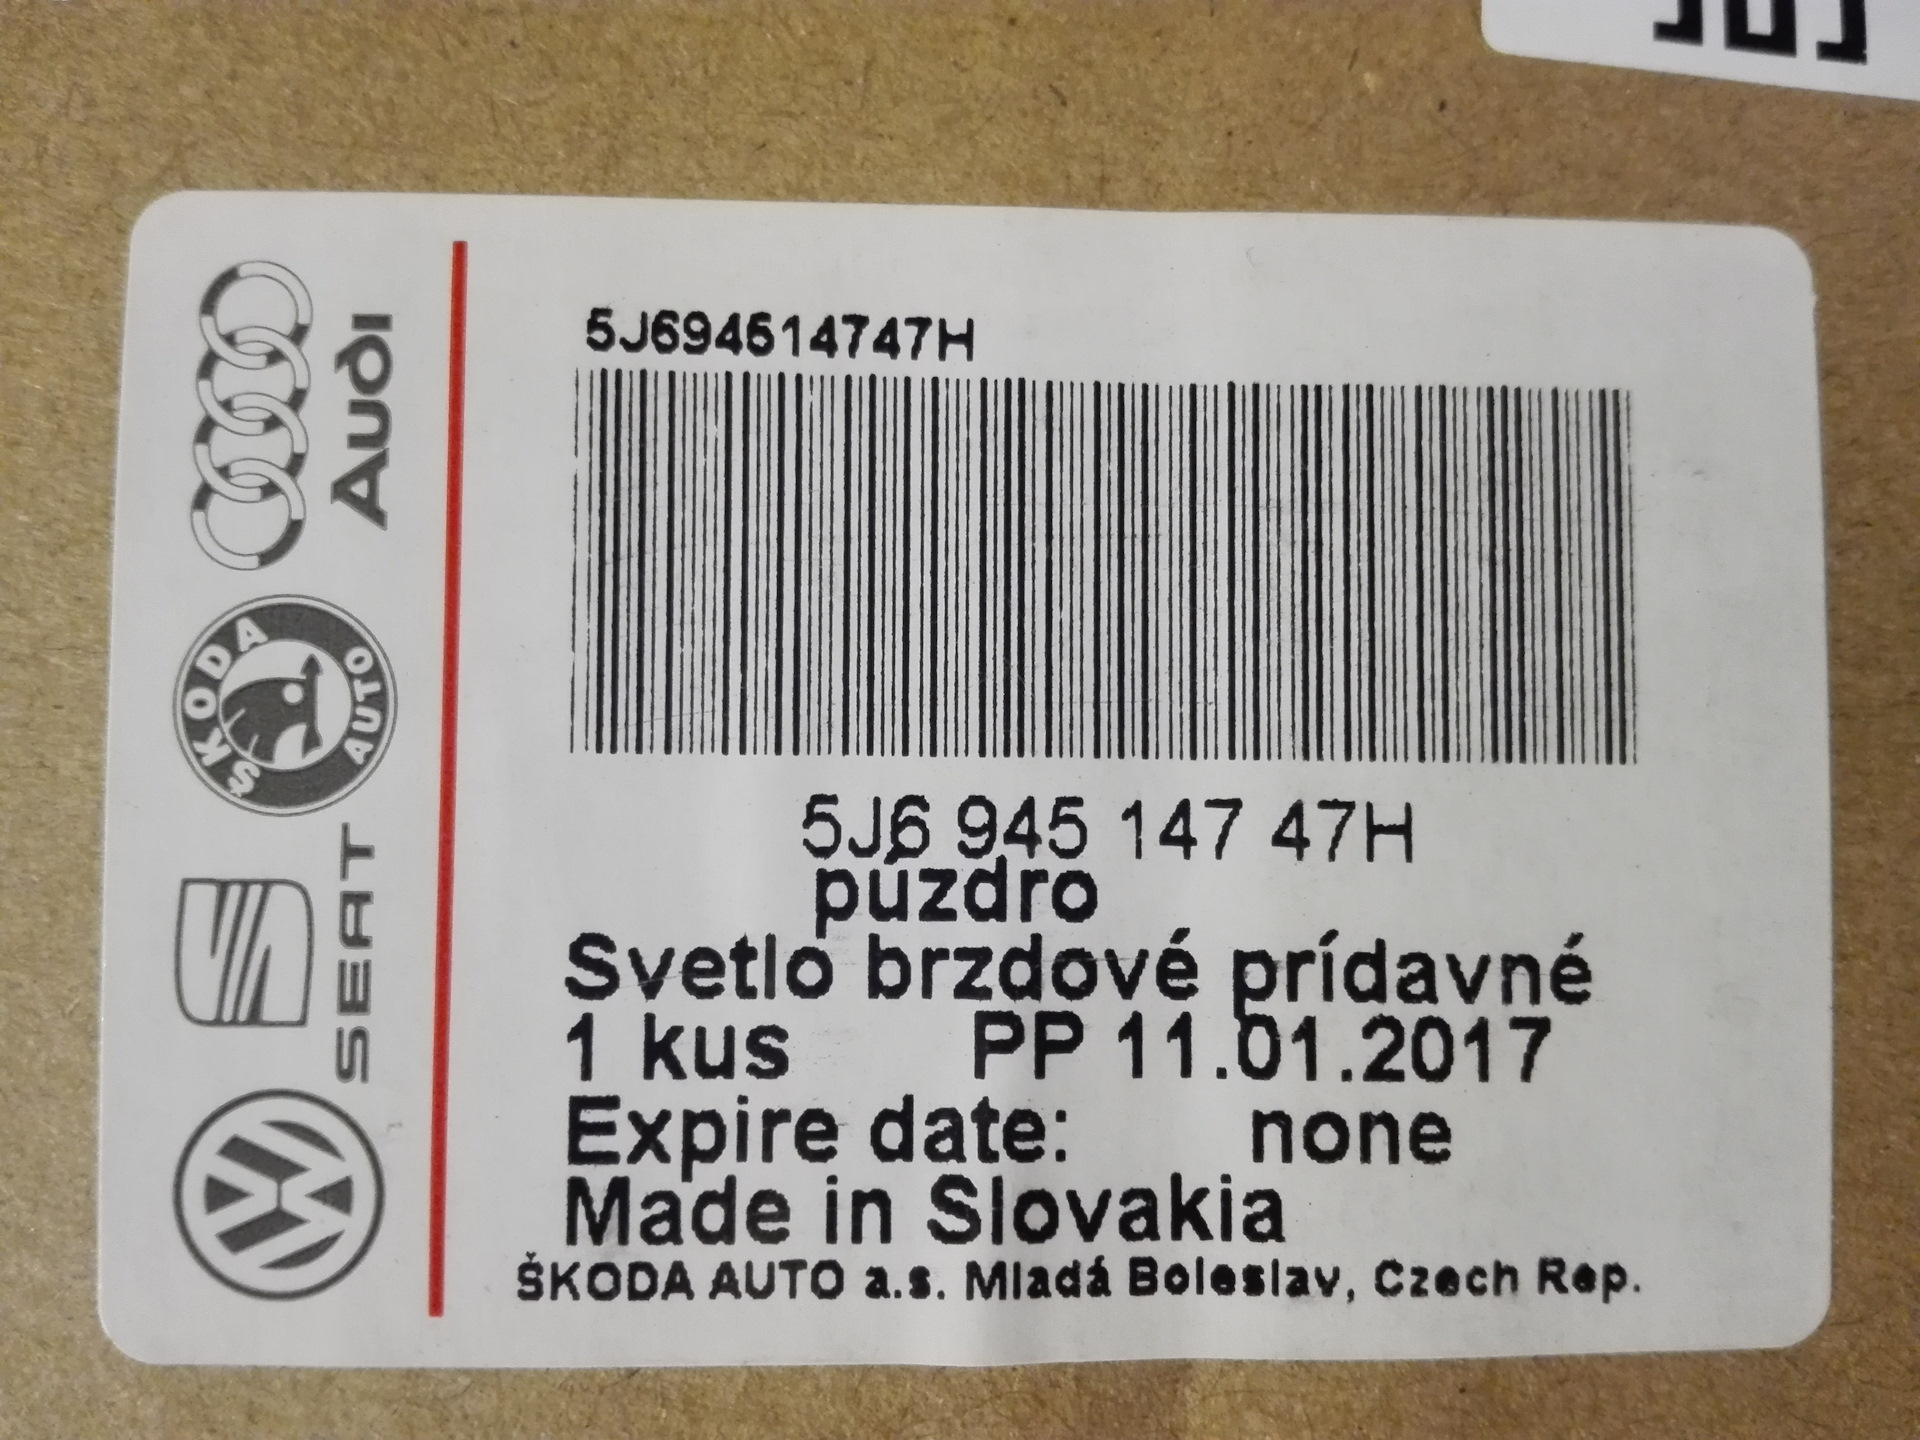 5J694514747H
5J6 945 147 47H
púzdro
Svetlo brzdové prídavné
1 kus PP 11.01.2017
Expire date: none
Made in Slovakia
ŠKODA AUTO a.s. Mladá Boleslav, Czech Rep.
Audi
ŠKODA AUTO
SEAT